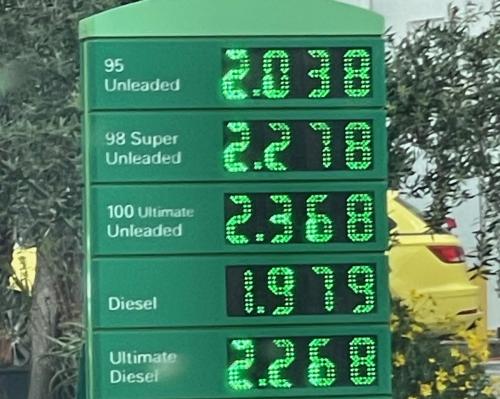 95
Unleaded
2.038
98 Super
Unleaded
2.278
100 Ultimate
Unleaded
2.368
Diesel
1.979
Ultimate
Diesel
2.268